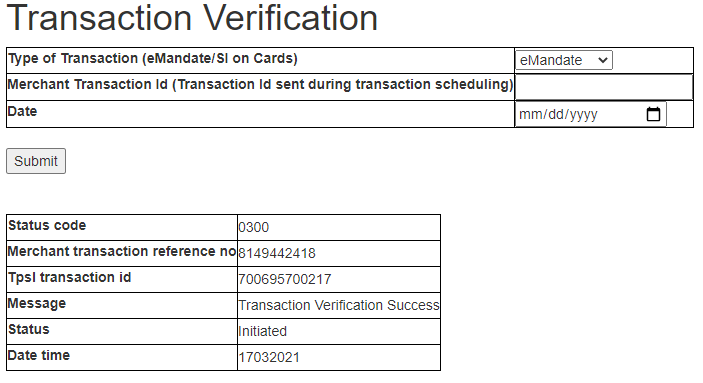 Transaction Verification
Type of Transaction (eMandate/SI on Cards) eMandate
Merchant Transaction Id (Transaction Id sent during transaction scheduling)
Date mm/dd/yyyy
Submit
Status code 0300
Merchant transaction reference no 8149442418
Tpsl transaction id 700695700217
Message Transaction Verification Success
Status Initiated
Date time 17032021